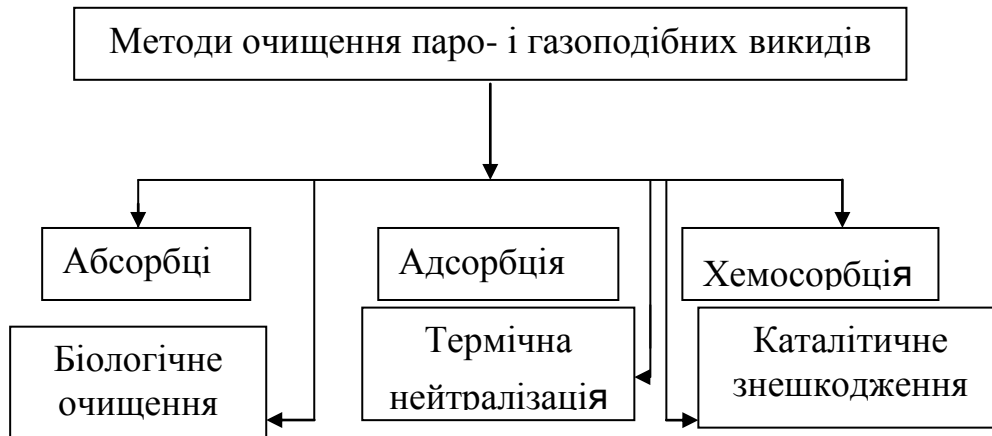 Методи очищення паро- і газоподібних викидів
Абсорбці
Адсорбція
Хемосорбція
Біологічне
очищення
Термічна
нейтралізація
Каталітичне
знешкодження